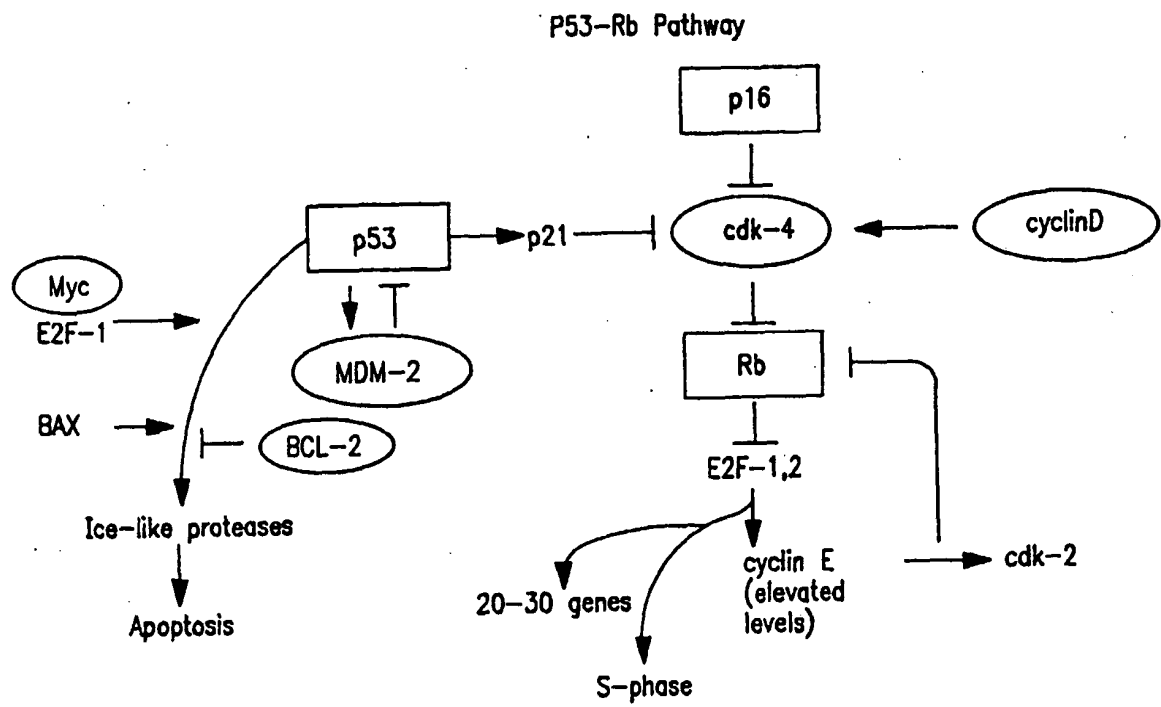 P53-Rb Pathway
p16
p53
p21
cdk-4
cyclinD
Myc
E2F-1
MDM-2
Rb
BAX
BCL-2
E2F-1,2
Ice-like proteases
cyclin E
(elevated
levels)
cdk-2
20-30 genes
Apoptosis
S-phase